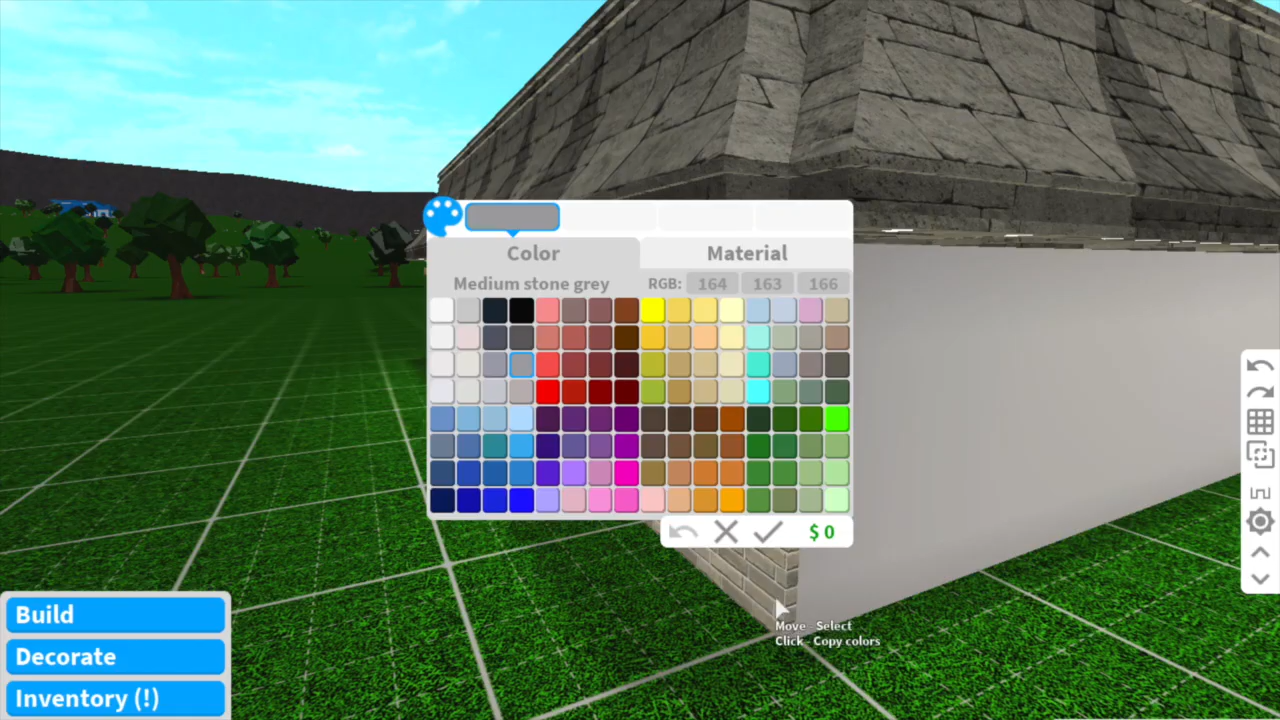 Color
Material
Medium stone grey
RGB: 164 163 166
$ 0
Build
Move - Select
Click - Copy colors
Decorate
Inventory (!)